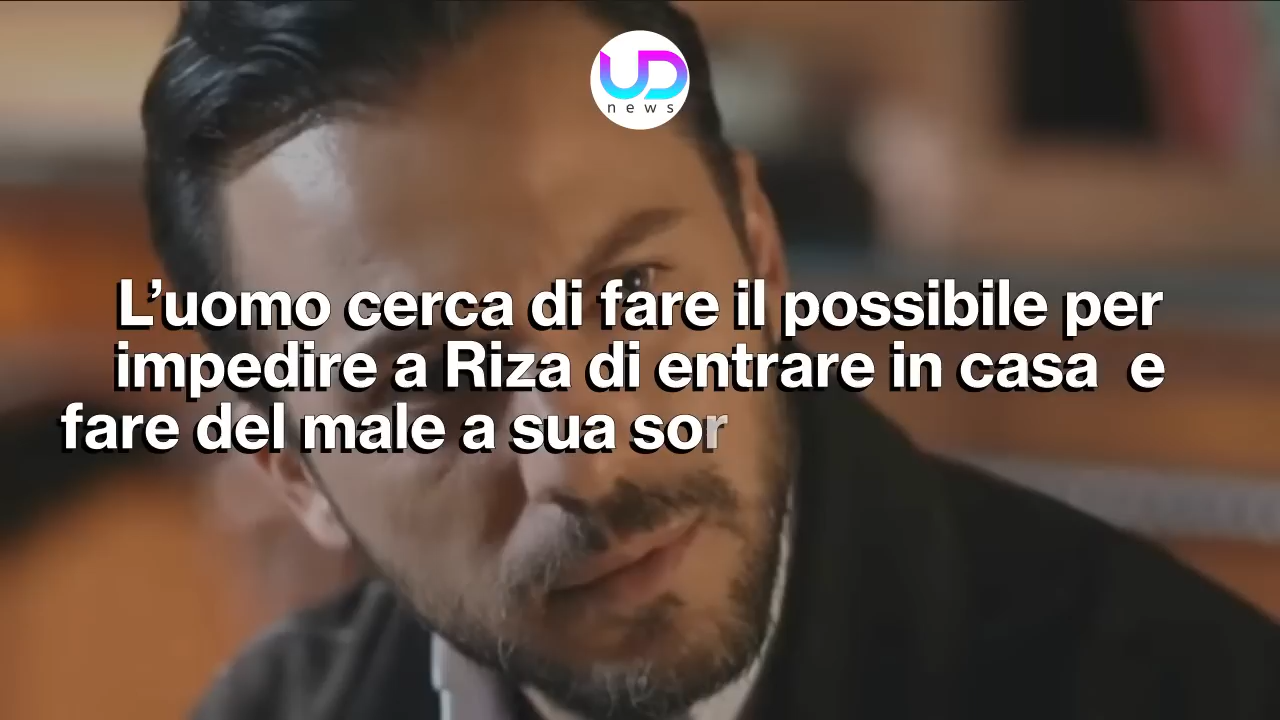 UD
news
L’uomo cerca di fare il possibile per
impedire a Riza di entrare in casa  e
fare del male a sua sor